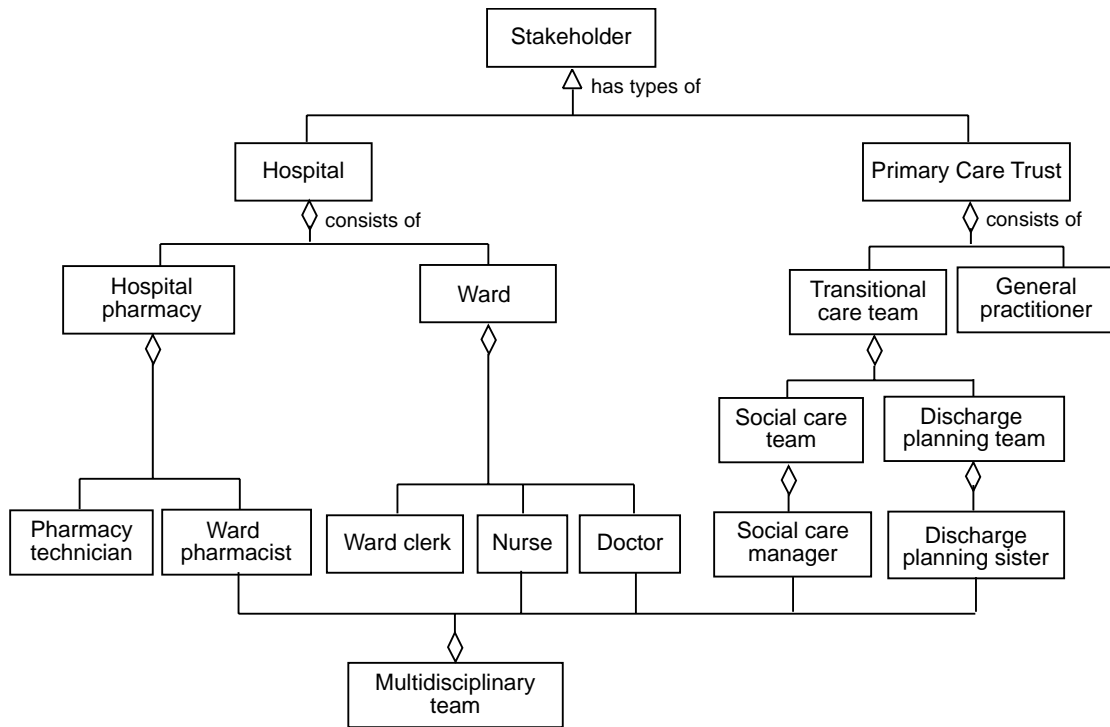 Stakeholder
has types of
Hospital
Primary Care Trust
consists of
consists of
Hospital
pharmacy
Ward
Transitional
care team
General
practitioner
Social care
team
Discharge
planning team
Pharmacy
technician
Ward
pharmacist
Ward clerk
Nurse
Doctor
Social care
manager
Discharge
planning sister
Multidisciplinary
team